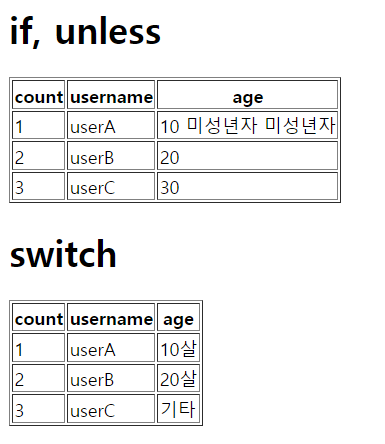 if, unless
count username age
1 userA 10 미성년자 미성년자
2 userB 20
3 userC 30
switch
count username age
1 userA 10살
2 userB 20살
3 userC 기타